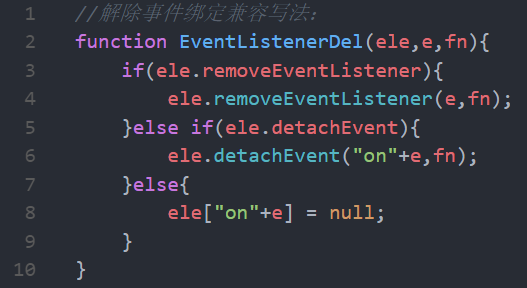 1 //解除事件绑定兼容写法:
2 function EventListenerDel(ele,e,fn){
3     if(ele.removeEventListener){
4         ele.removeEventListener(e,fn);
5     }else if(ele.detachEvent){
6         ele.detachEvent("on"+e,fn);
7     }else{
8         ele["on"+e] = null;
9     }
10 }